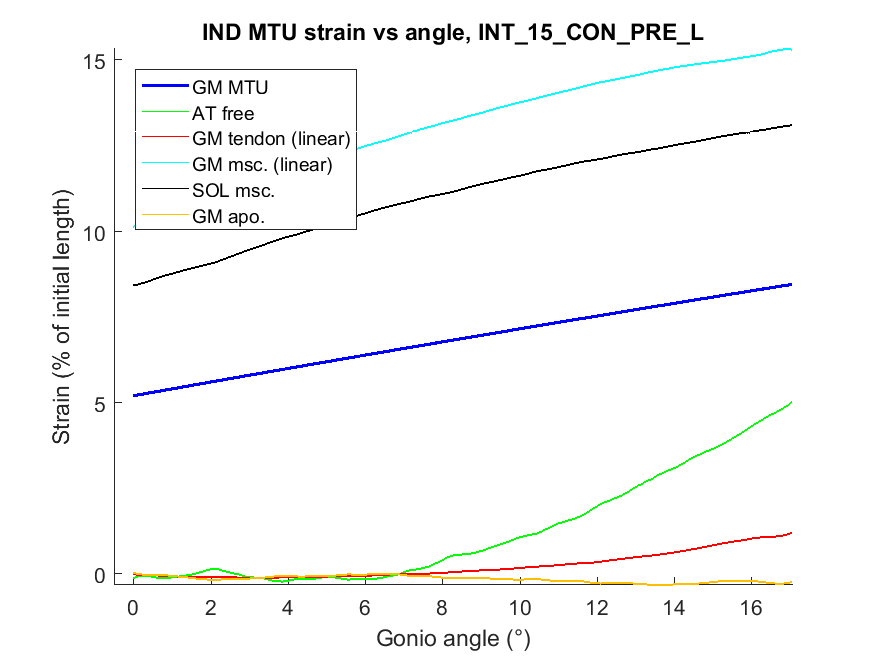 IND MTU strain vs angle, INT_15_CON_PRE_L
15
10
5
0
Strain (% of initial length)
GM MTU
AT free
GM tendon (linear)
GM msc. (linear)
SOL msc.
GM apo.
0 2 4 6 8 10 12 14 16
Gonio angle (°)